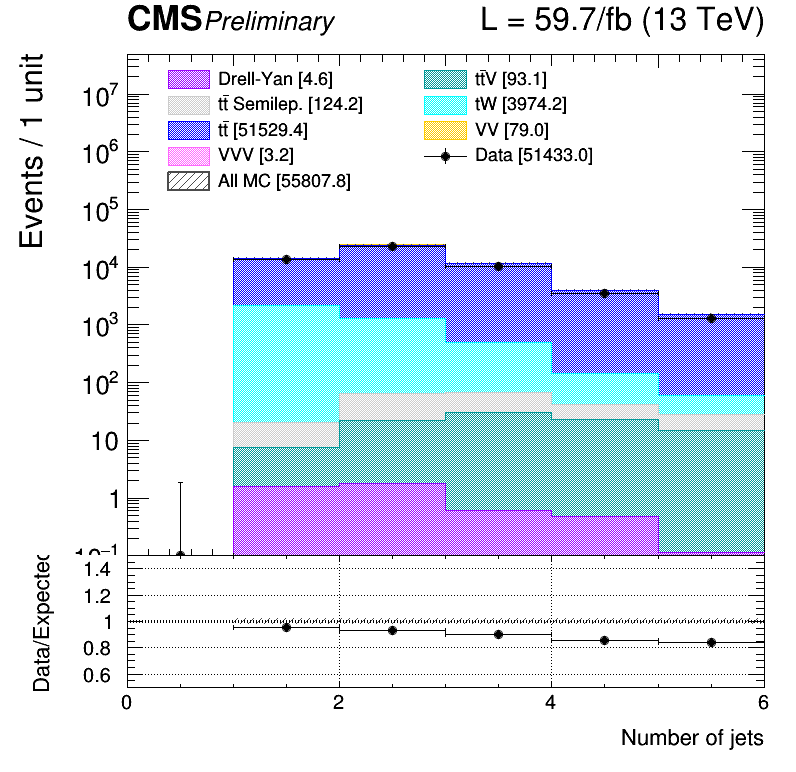 CMS Preliminary L = 59.7/fb (13 TeV)
Events / 1 unit
Drell-Yan [4.6] tt̄V [93.1]
tt̄ Semilep. [124.2] tW [3974.2]
tt̄ [51529.4] VV [79.0]
VVV [3.2] Data [51433.0]
All MC [55807.8]
10⁷
10⁶
10⁵
10⁴
10³
10²
10
1
10⁻¹
Data/Expected
1.4
1.2
1
0.8
0.6
0 2 4 6
Number of jets